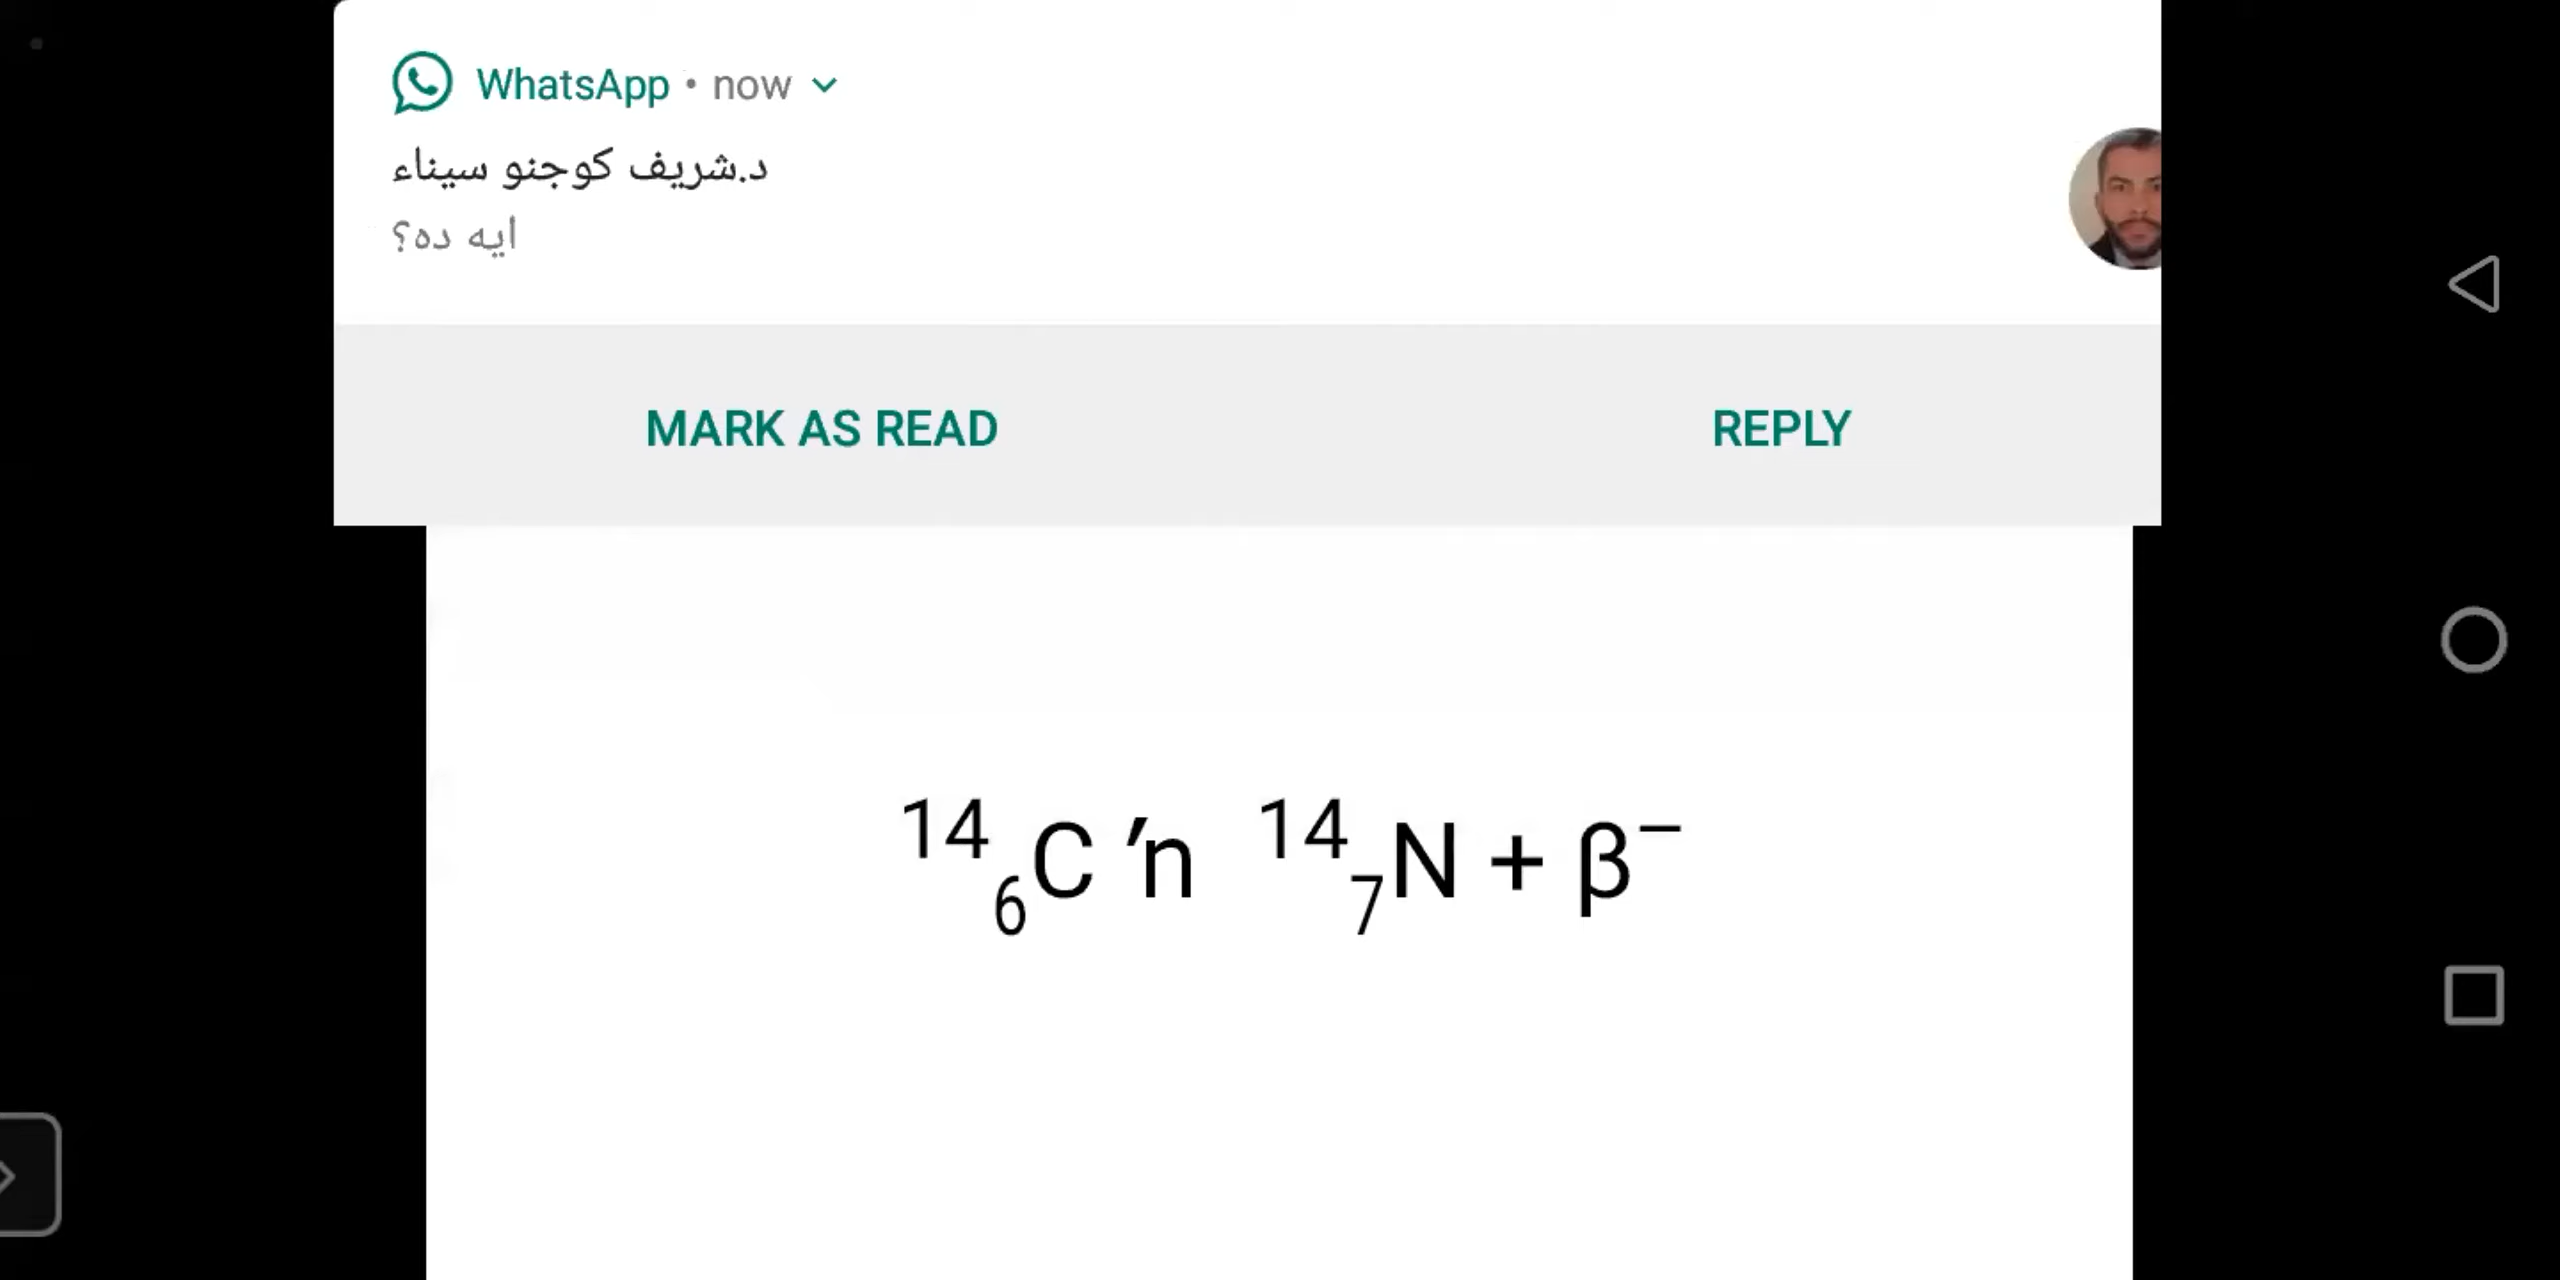 WhatsApp • now
د.شريف كوجنو سيناء
ايه ده؟
MARK AS READ REPLY
¹⁴₆C ′n ¹⁴₇N + β⁻